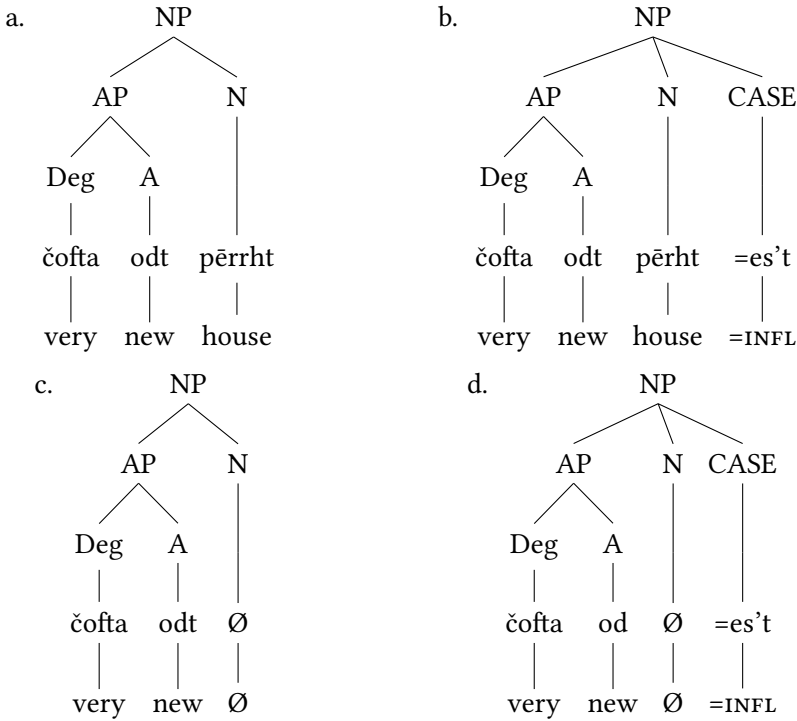 a. NP
AP N
Deg A
čofta odt pērrht
very new house
b. NP
AP N CASE
Deg A
čofta odt pērht =es’t
very new house =INFL
c. NP
AP N
Deg A
čofta odt Ø
very new Ø
d. NP
AP N CASE
Deg A
čofta od Ø =es’t
very new Ø =INFL